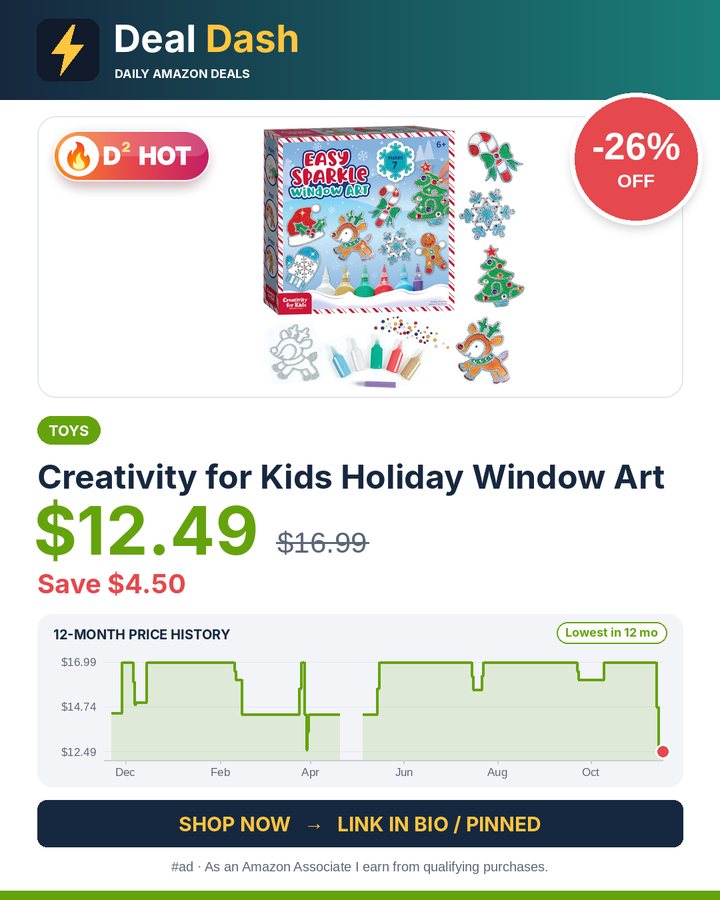 Deal Dash
DAILY AMAZON DEALS
D² HOT
-26%
OFF
6+
EASY
SPARKLE
WINDOW ART
MAKES
7
Creativity
for Kids
TOYS
Creativity for Kids Holiday Window Art
$12.49 $16.99
Save $4.50
12-MONTH PRICE HISTORY
Lowest in 12 mo
$16.99
$14.74
$12.49
Dec Feb Apr Jun Aug Oct
SHOP NOW → LINK IN BIO / PINNED
#ad · As an Amazon Associate I earn from qualifying purchases.